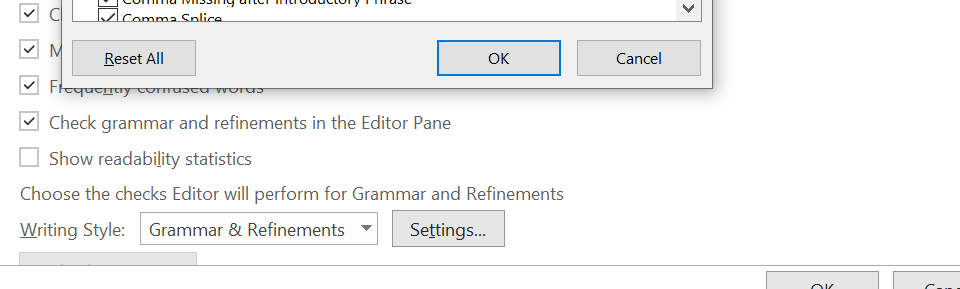 Comma Missing after Introductory Phrase
Comma Splice
Reset All OK Cancel
Frequently confused words
Check grammar and refinements in the Editor Pane
Show readability statistics
Choose the checks Editor will perform for Grammar and Refinements
Writing Style: Grammar & Refinements Settings...
OK